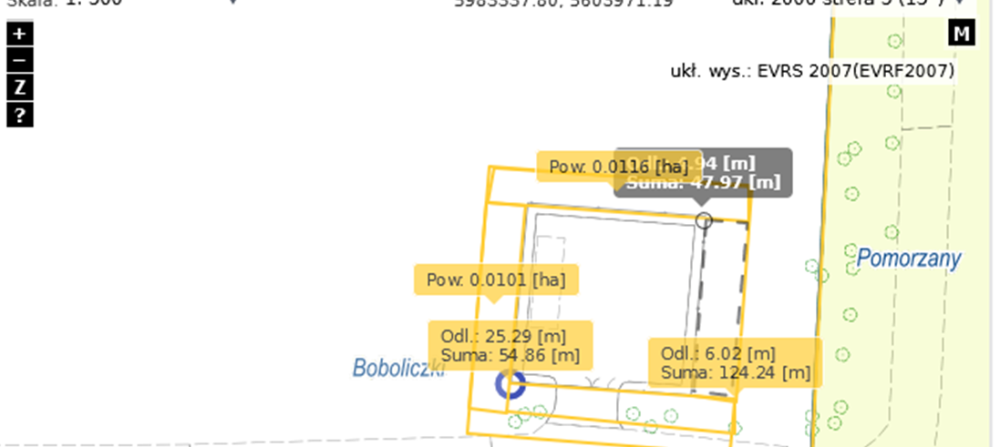 Skala: 1: 500
5983337.80, 5603971.19
ukł. 2000 strefa 5 (15°)
+
−
Z
?
M
ukł. wys.: EVRS 2007(EVRF2007)
Pow: 0.0116 [ha]
.94 [m]
Suma: 47.97 [m]
Pomorzany
Pow: 0.0101 [ha]
Odl.: 25.29 [m]
Suma: 54.86 [m]
Odl.: 6.02 [m]
Suma: 124.24 [m]
Boboliczki